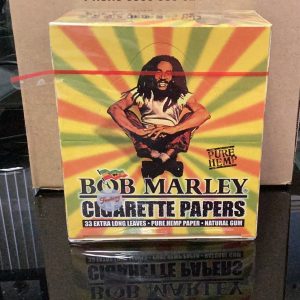 PURE
HEMP
BOB MARLEY
CIGARETTE PAPERS
33 EXTRA LONG LEAVES • PURE HEMP PAPER • NATURAL GUM